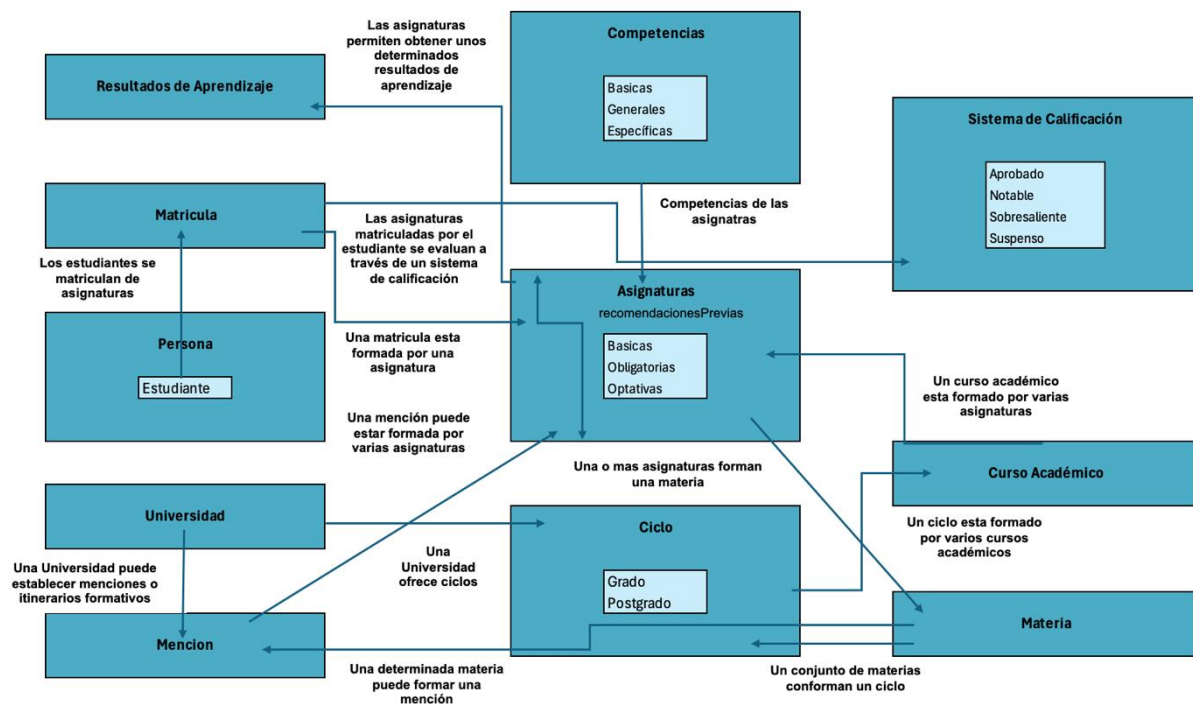 Las asignaturas
permiten obtener unos
determinados
resultados de
aprendizaje
Competencias
Basicas
Generales
Específicas
Resultados de Aprendizaje
Sistema de Calificación
Aprobado
Notable
Sobresaliente
Suspenso
Matricula
Las asignaturas
matriculadas por el
estudiante se evaluan a
través de un sistema
de calificación
Competencias de las
asignatras
Los estudiantes se
matriculan de
asignaturas
Asignaturas
recomendacionesPrevias
Basicas
Obligatorias
Optativas
Persona
Estudiante
Una matricula esta
formada por una
asignatura
Un curso académico
esta formado por varias
asignaturas
Una mención puede
estar formada por
varias asignaturas
Una o mas asignaturas forman
una materia
Curso Académico
Universidad
Ciclo
Grado
Postgrado
Un ciclo esta formado
por varios cursos
académicos
Una
Universidad
ofrece ciclos
Una Universidad puede
establecer menciones o
itinerarios formativos
Materia
Mencion
Una determinada materia
puede formar una
mención
Un conjunto de materias
conforman un ciclo